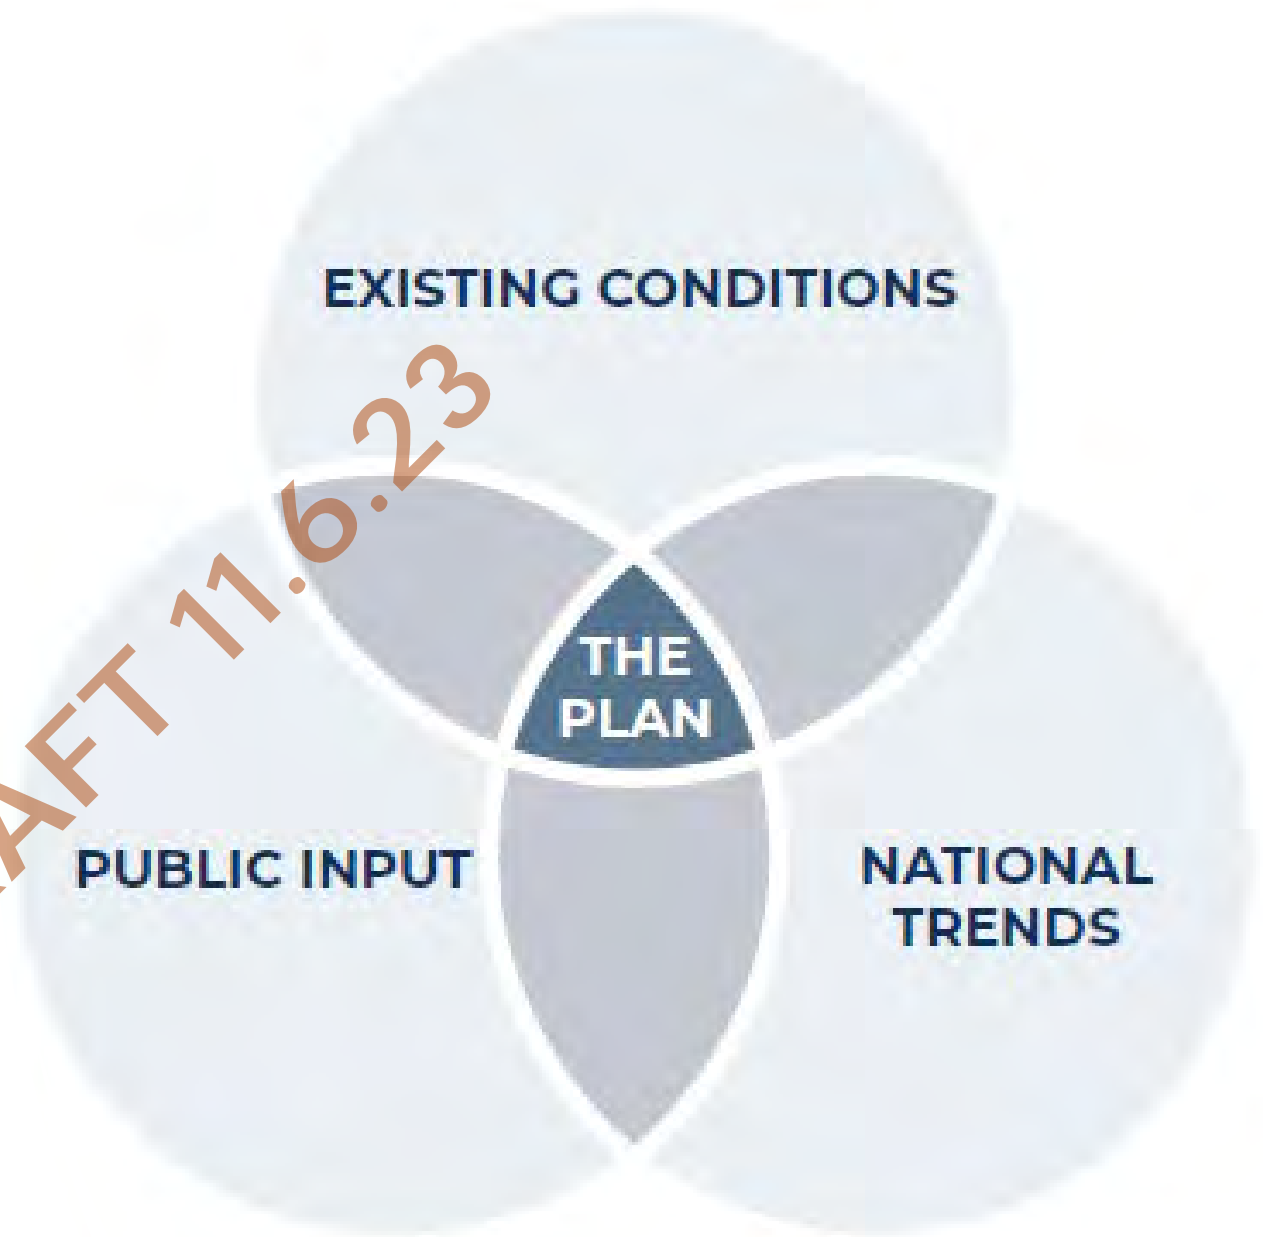 EXISTING CONDITIONS
AFT 11.6.23
THE
PLAN
PUBLIC INPUT
NATIONAL
TRENDS